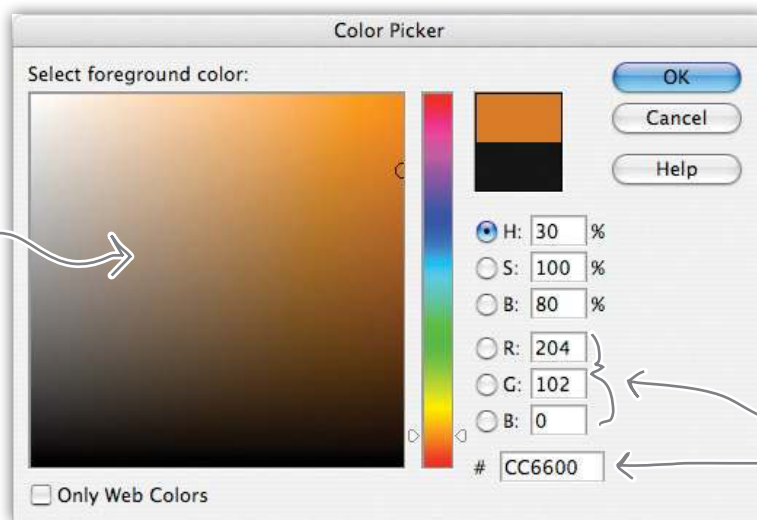 Color Picker
Select foreground color:
OK
Cancel
Help
H: 30 %
S: 100 %
B: 80 %
R: 204
G: 102
B: 0
# CC6600
Only Web Colors